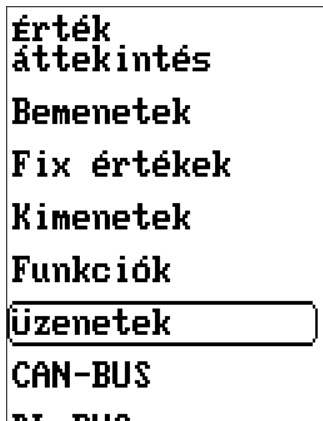 Érték
áttekintés
Bemenetek
Fix értékek
Kimenetek
Funkciók
Üzenetek
CAN-BUS